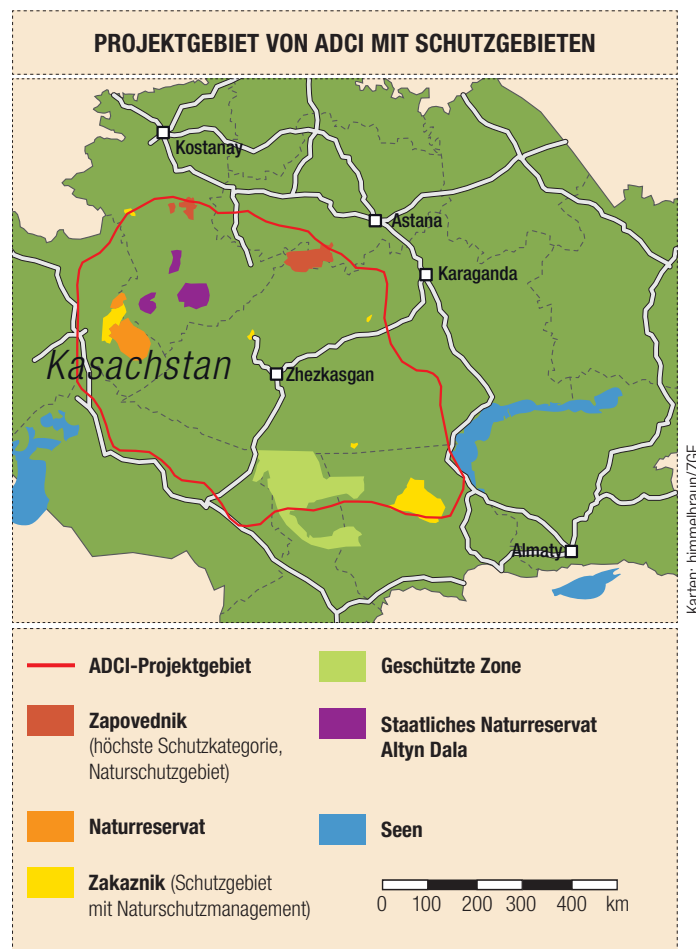 PROJEKTGEBIET VON ADCI MIT SCHUTZGEBIETEN
Kostanay
Astana
Karaganda
Kasachstan
Zhezkasgan
Almaty
Karten: himmelbraun/ZGF
ADCI-Projektgebiet
Zapovednik
(höchste Schutzkategorie,
Naturschutzgebiet)
Naturreservat
Zakaznik (Schutzgebiet
mit Naturschutzmanagement)
Geschützte Zone
Staatliches Naturreservat
Altyn Dala
Seen
0 100 200 300 400 km